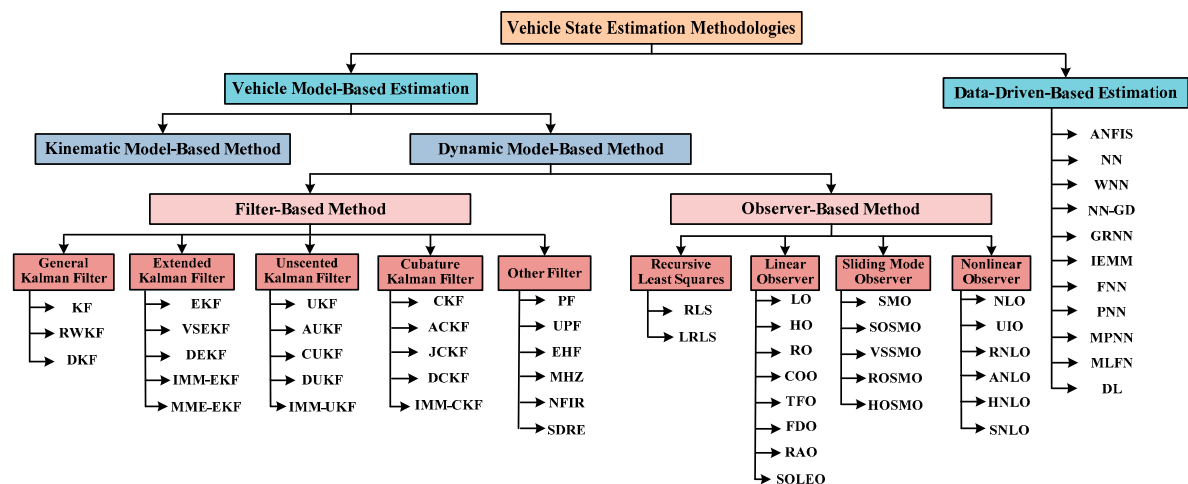 Vehicle State Estimation Methodologies
Vehicle Model-Based Estimation
Data-Driven-Based Estimation
Kinematic Model-Based Method
Dynamic Model-Based Method
Filter-Based Method
Observer-Based Method
General
Kalman Filter
KF
RWKF
DKF
Extended
Kalman Filter
EKF
VSEKF
DEKF
IMM-EKF
MME-EKF
Unscented
Kalman Filter
UKF
AUKF
CUKF
DUKF
IMM-UKF
Cubature
Kalman Filter
CKF
ACKF
JCKF
DCKF
IMM-CKF
Other Filter
PF
UPF
EHF
MHZ
NFIR
SDRE
Recursive
Least Squares
RLS
LRLS
Linear
Observer
LO
HO
RO
COO
TFO
FDO
RAO
SOLEO
Sliding Mode
Observer
SMO
SOSMO
VSSMO
ROSMO
HOSMO
Nonlinear
Observer
NLO
UIO
RNLO
ANLO
HNLO
SNLO
ANFIS
NN
WNN
NN-GD
GRNN
IEMM
FNN
PNN
MPNN
MLFN
DL